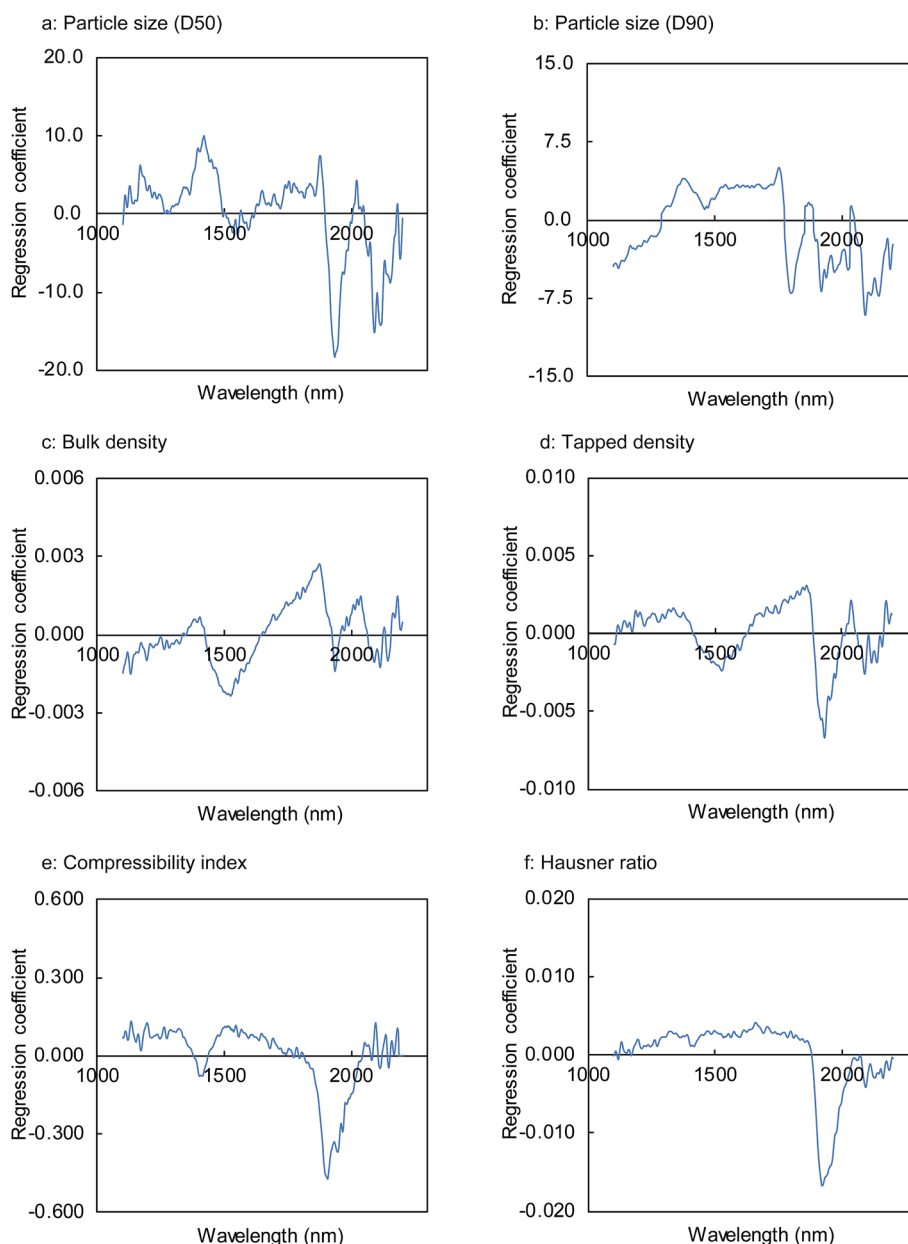 a: Particle size (D50)
20.0
10.0
0.0
-10.0
-20.0
1000
1500
2000
Regression coefficient
Wavelength (nm)
b: Particle size (D90)
15.0
7.5
0.0
-7.5
-15.0
1000
1500
2000
Regression coefficient
Wavelength (nm)
c: Bulk density
0.006
0.003
0.000
-0.003
-0.006
1000
1500
2000
Regression coefficient
Wavelength (nm)
d: Tapped density
0.010
0.005
0.000
-0.005
-0.010
1000
1500
2000
Regression coefficient
Wavelength (nm)
e: Compressibility index
0.600
0.300
0.000
-0.300
-0.600
1000
1500
2000
Regression coefficient
Wavelength (nm)
f: Hausner ratio
0.020
0.010
0.000
-0.010
-0.020
1000
1500
2000
Regression coefficient
Wavelength (nm)